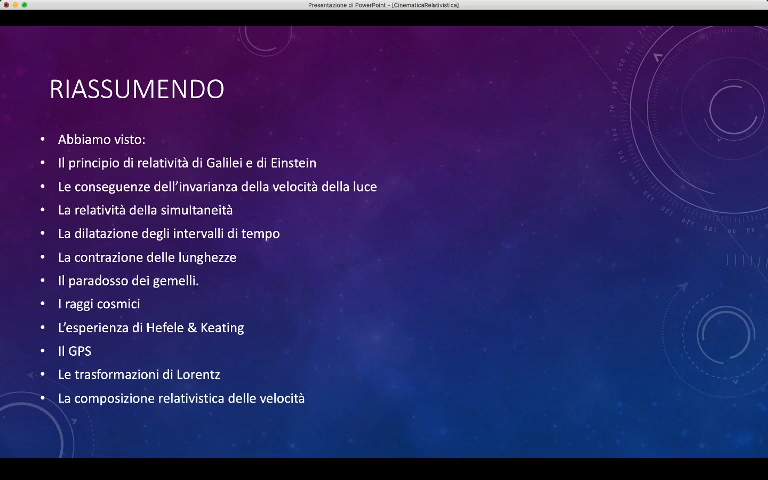 Presentazione di PowerPoint - [CinematicaRelativistica]
RIASSUMENDO
• Abbiamo visto:
• Il principio di relatività di Galilei e di Einstein
• Le conseguenze dell'invarianza della velocità della luce
• La relatività della simultaneità
• La dilatazione degli intervalli di tempo
• La contrazione delle lunghezze
• Il paradosso dei gemelli.
• I raggi cosmici
• L'esperienza di Hefele & Keating
• Il GPS
• Le trasformazioni di Lorentz
• La composizione relativistica delle velocità